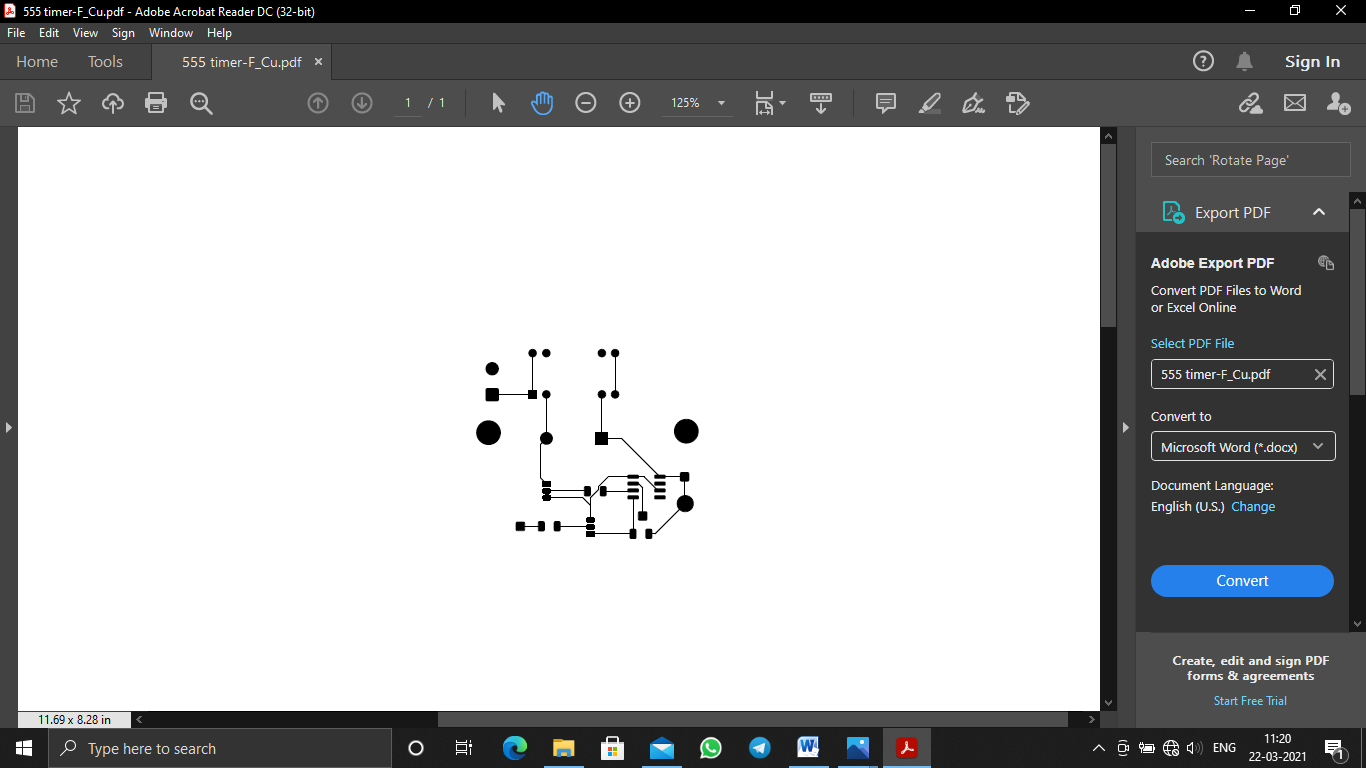 555 timer-F_Cu.pdf - Adobe Acrobat Reader DC (32-bit)
File Edit View Sign Window Help
Home Tools 555 timer-F_Cu.pdf × Sign In
1 / 1 125%
Search 'Rotate Page'
Export PDF
Adobe Export PDF
Convert PDF Files to Word
or Excel Online
Select PDF File
555 timer-F_Cu.pdf
Convert to
Microsoft Word (*.docx)
Document Language:
English (U.S.) Change
Convert
Create, edit and sign PDF
forms & agreements
Start Free Trial
11.69 x 8.28 in
Type here to search
ENG
11:20
22-03-2021
1